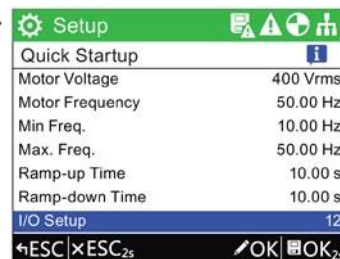 Setup
Quick Startup i
Motor Voltage 400 Vrms
Motor Frequency 50.00 Hz
Min Freq. 10.00 Hz
Max. Freq. 50.00 Hz
Ramp-up Time 10.00 s
Ramp-down Time 10.00 s
I/O Setup 12
ESC ×ESC2s OK OK2